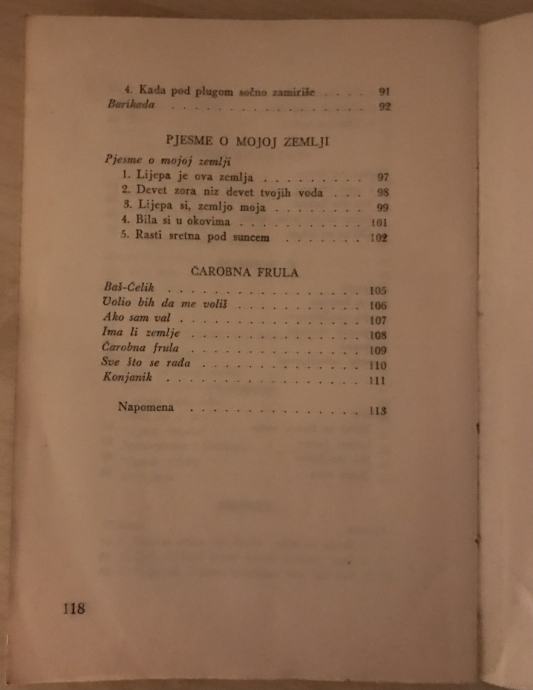 4. Kada pod plugom sočno zamiriše . . . . 91
Barikada . . . . . . . . . . . . . . . . . 92
PJESME O MOJOJ ZEMLJI
Pjesme o mojoj zemlji
1. Lijepa je ova zemlja . . . . . . . . . . 97
2. Devet zora niz devet tvojih voda . . . 98
3. Lijepa si, zemljo moja . . . . . . . . 99
4. Bila si u okovima . . . . . . . . . . . 101
5. Rasti sretna pod suncem . . . . . . . 102
ČAROBNA FRULA
Baš-Čelik . . . . . . . . . . . . . . . . . 105
Volio bih da me voliš . . . . . . . . . . . 106
Ako sam val . . . . . . . . . . . . . . . . 107
Ima li zemlje . . . . . . . . . . . . . . . 108
Čarobna frula . . . . . . . . . . . . . . . 109
Sve što se rađa . . . . . . . . . . . . . . 110
Konjanik . . . . . . . . . . . . . . . . . 111
Napomena . . . . . . . . . . . . . . . 113
118